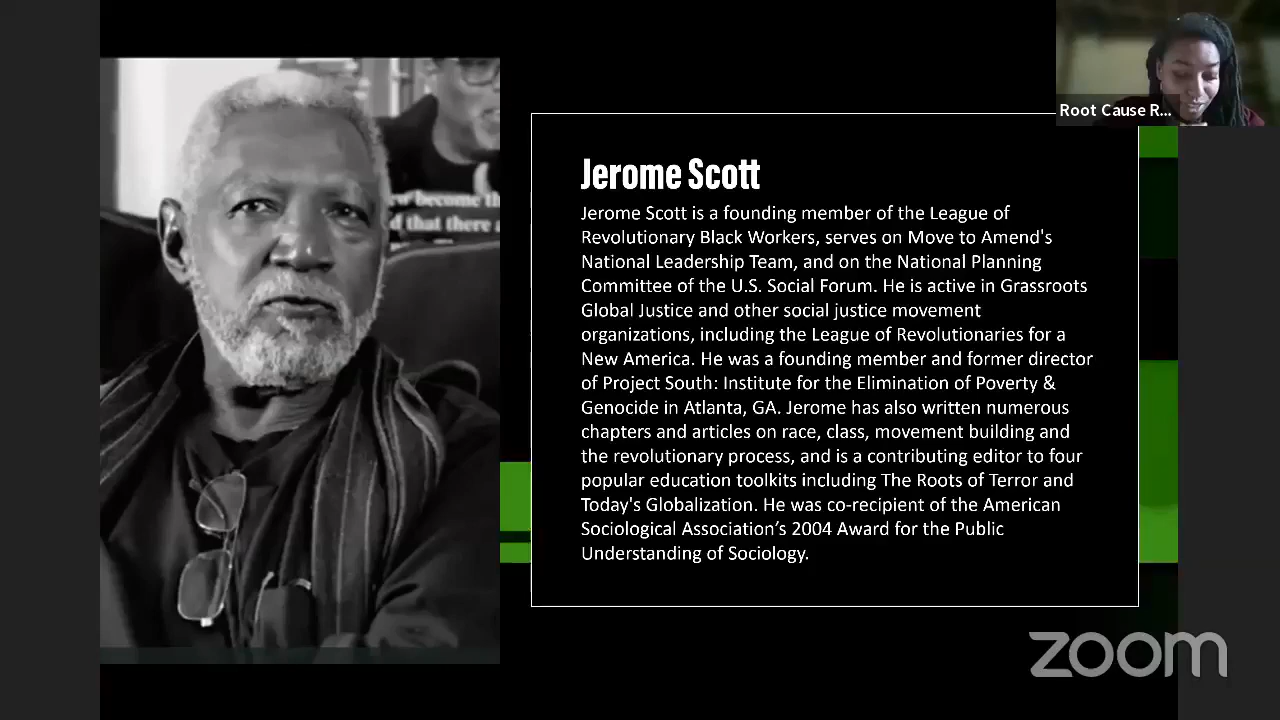 Root Cause R...
ew become th
d that there a
Jerome Scott
Jerome Scott is a founding member of the League of
Revolutionary Black Workers, serves on Move to Amend's
National Leadership Team, and on the National Planning
Committee of the U.S. Social Forum. He is active in Grassroots
Global Justice and other social justice movement
organizations, including the League of Revolutionaries for a
New America. He was a founding member and former director
of Project South: Institute for the Elimination of Poverty &
Genocide in Atlanta, GA. Jerome has also written numerous
chapters and articles on race, class, movement building and
the revolutionary process, and is a contributing editor to four
popular education toolkits including The Roots of Terror and
Today's Globalization. He was co-recipient of the American
Sociological Association’s 2004 Award for the Public
Understanding of Sociology.
zoom